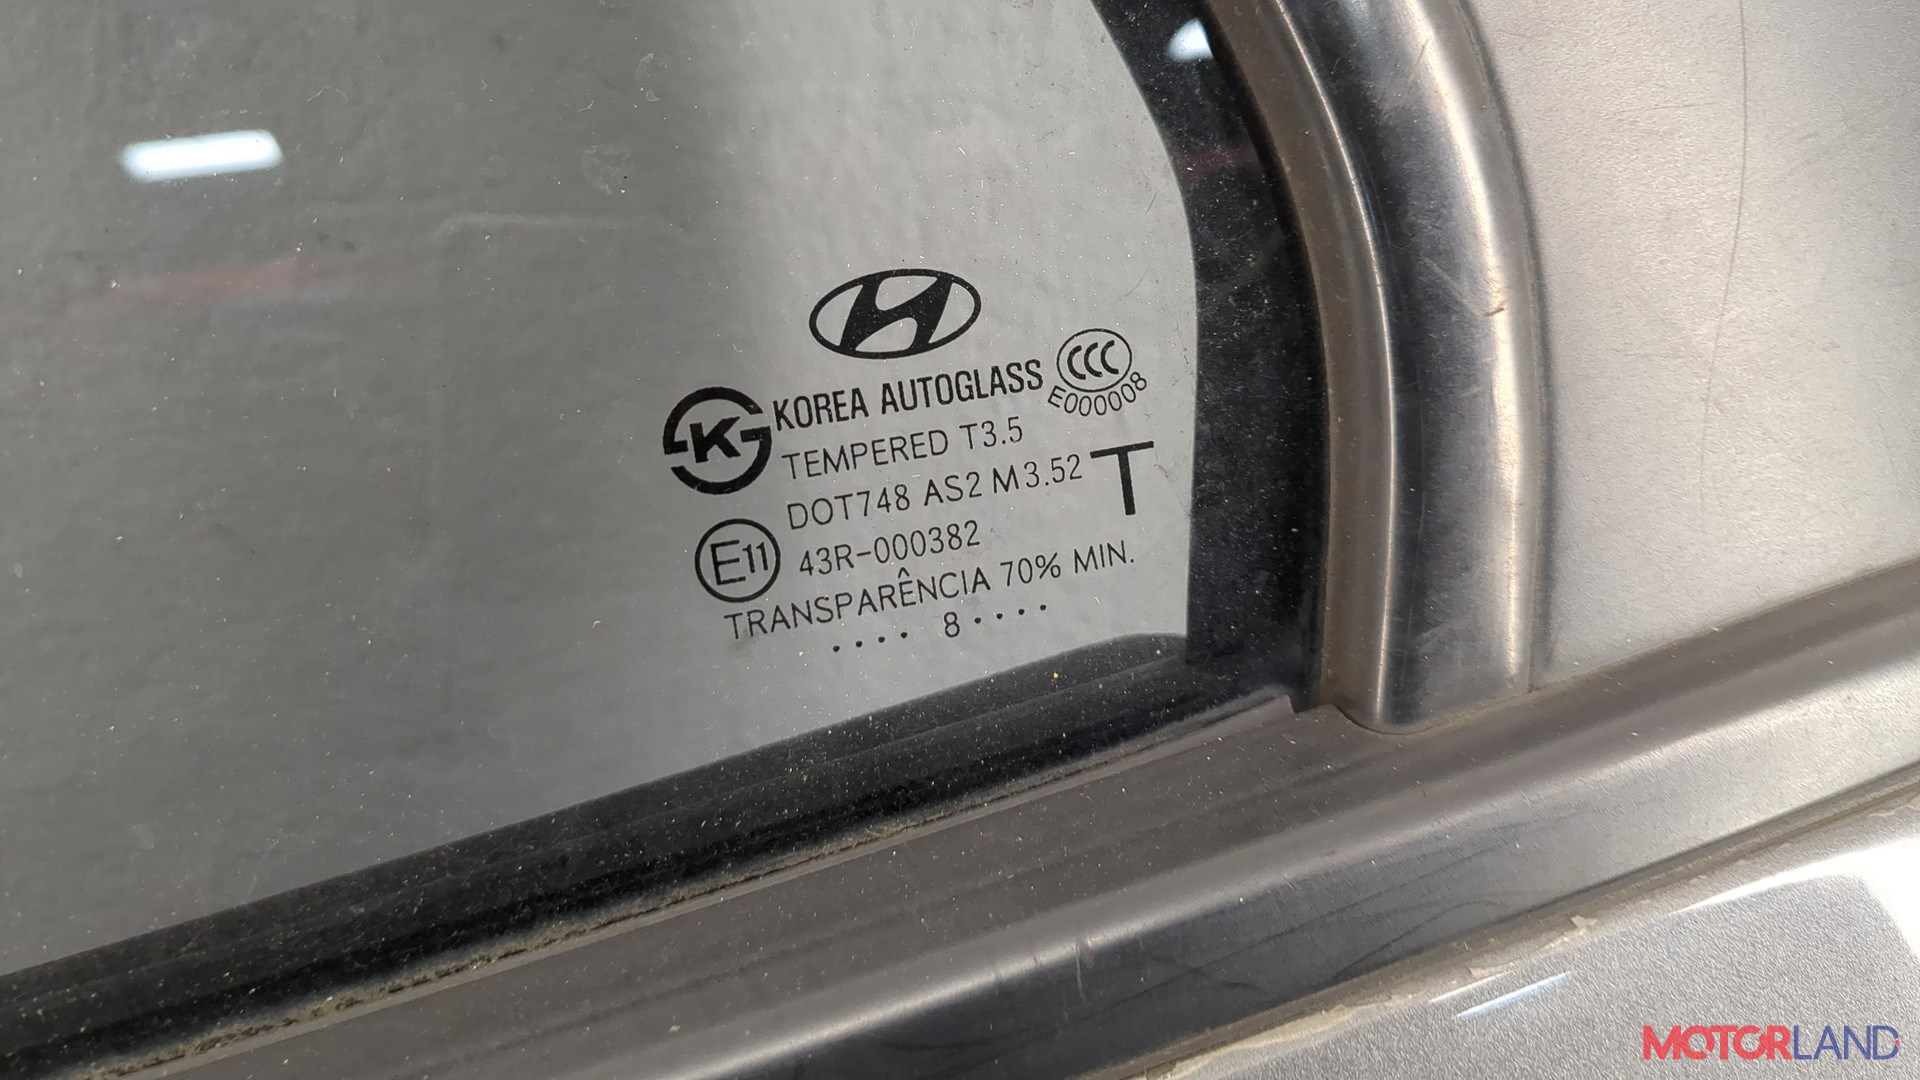 KOREA AUTOGLASS
CCC
E000008
K
TEMPERED T3.5
DOT748 AS2 M3.52
T
E11
43R-000382
TRANSPARÊNCIA 70% MIN.
.... 8 ....
MOTORLAND